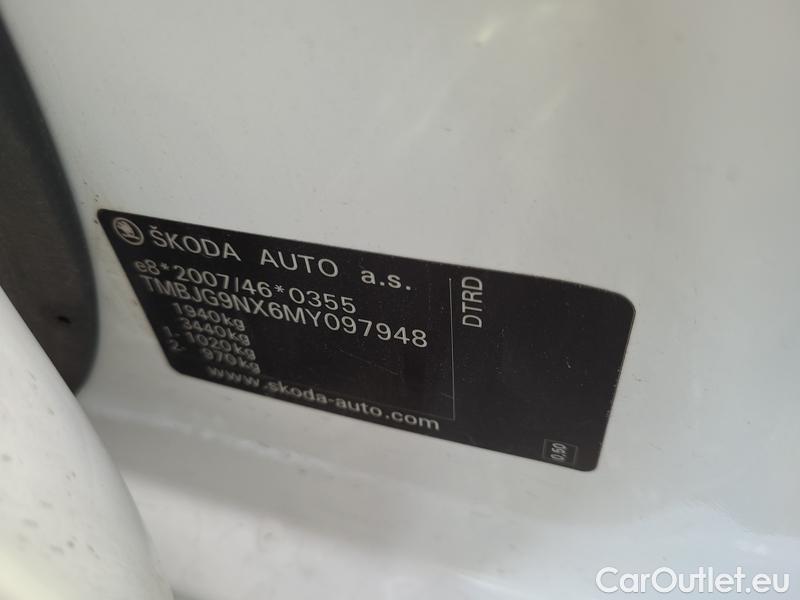 ŠKODA AUTO a.s.
e8*2007/46*0355
TMBJG9NX6MY097948
1940kg
3440kg
1. 1020kg
2. 970kg
www.skoda-auto.com
DTRD
0,50
CarOutlet.eu